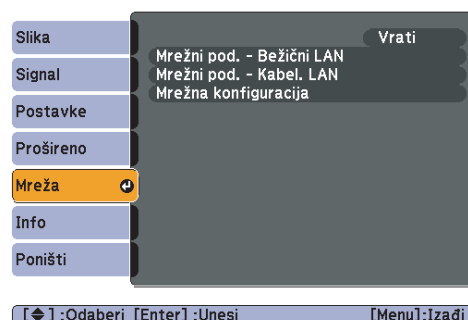 Slika
Signal
Postavke
Prošireno
Mreža
Info
Poništi
Vrati
Mrežni pod. - Bežični LAN
Mrežni pod. - Kabel. LAN
Mrežna konfiguracija
[ ] :Odaberi [Enter] :Unesi [Menu]:Izađi